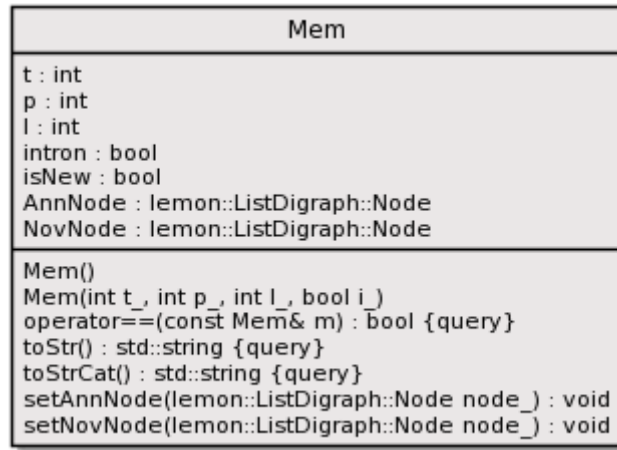 Mem
t : int
p : int
l : int
intron : bool
isNew : bool
AnnNode : lemon::ListDigraph::Node
NovNode : lemon::ListDigraph::Node
Mem()
Mem(int t_, int p_, int l_, bool i_)
operator==(const Mem& m) : bool {query}
toStr() : std::string {query}
toStrCat() : std::string {query}
setAnnNode(lemon::ListDigraph::Node node_) : void
setNovNode(lemon::ListDigraph::Node node_) : void